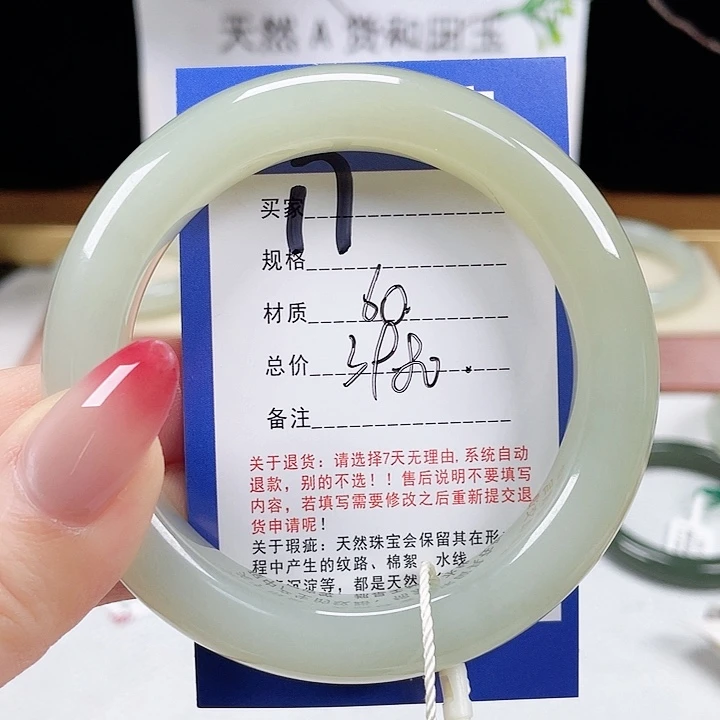 天然A货和田玉
17
买家
规格
材质 60
总价
备注
关于退货：请选择7天无理由，系统自动
退款，别的不选！！售后说明不要填写
内容，若填写需要修改之后重新提交退
货申请呢！
关于瑕疵：天然珠宝会保留其在形
程中产生的纹路、棉絮、水线
沉淀等，都是天然